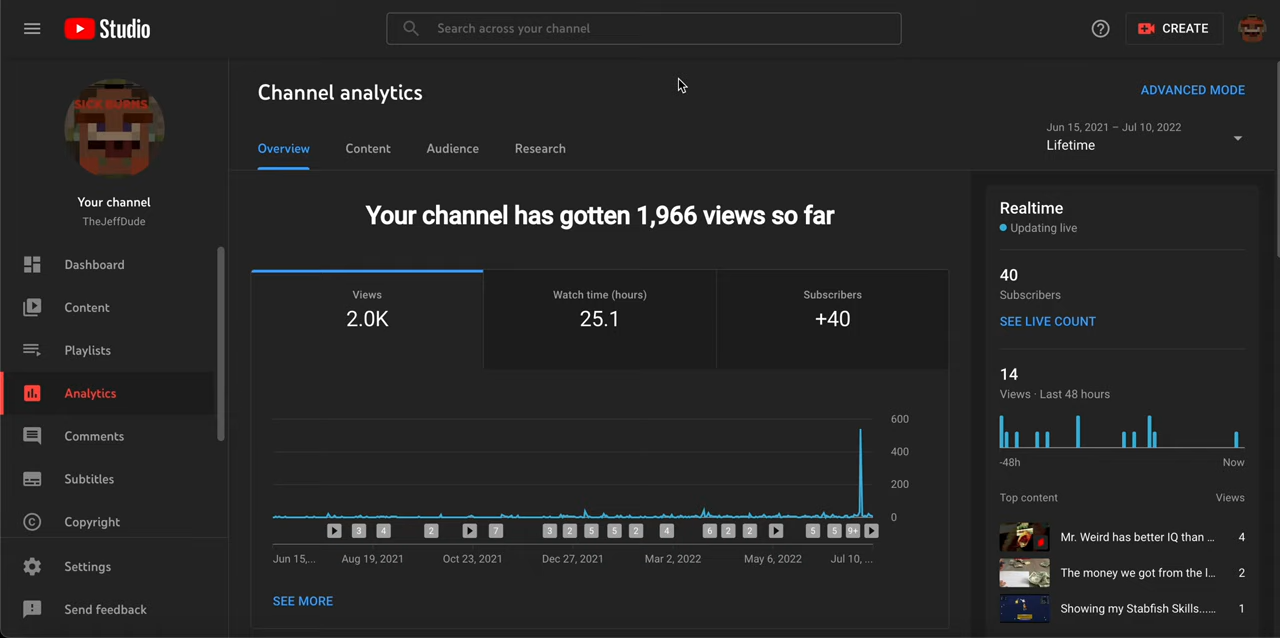 Studio
Search across your channel
CREATE
SICK BURNS
Your channel
TheJeffDude
Dashboard
Content
Playlists
Analytics
Comments
Subtitles
Copyright
Settings
Send feedback
Channel analytics
ADVANCED MODE
Overview
Content
Audience
Research
Jun 15, 2021 – Jul 10, 2022
Lifetime
Your channel has gotten 1,966 views so far
Views
2.0K
Watch time (hours)
25.1
Subscribers
+40
600
400
200
0
3 4 2 7 3 2 5 5 2 4 6 2 2 5 5 9+
Jun 15,... Aug 19, 2021 Oct 23, 2021 Dec 27, 2021 Mar 2, 2022 May 6, 2022 Jul 10, ...
SEE MORE
Realtime
Updating live
40
Subscribers
SEE LIVE COUNT
14
Views · Last 48 hours
-48h Now
Top content Views
Mr. Weird has better IQ than ... 4
The money we got from the l... 2
Showing my Stabfish Skills...... 1